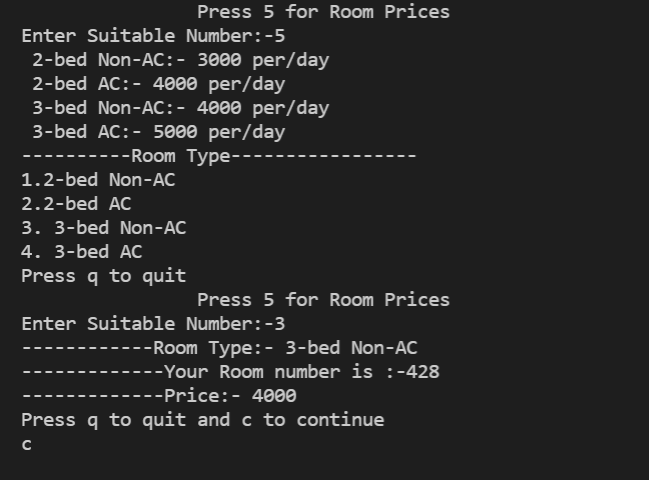 Press 5 for Room Prices
Enter Suitable Number:-5
2-bed Non-AC:- 3000 per/day
2-bed AC:- 4000 per/day
3-bed Non-AC:- 4000 per/day
3-bed AC:- 5000 per/day
----------Room Type-----------------
1.2-bed Non-AC
2.2-bed AC
3. 3-bed Non-AC
4. 3-bed AC
Press q to quit
Press 5 for Room Prices
Enter Suitable Number:-3
------------Room Type:- 3-bed Non-AC
-------------Your Room number is :-428
-------------Price:- 4000
Press q to quit and c to continue
c